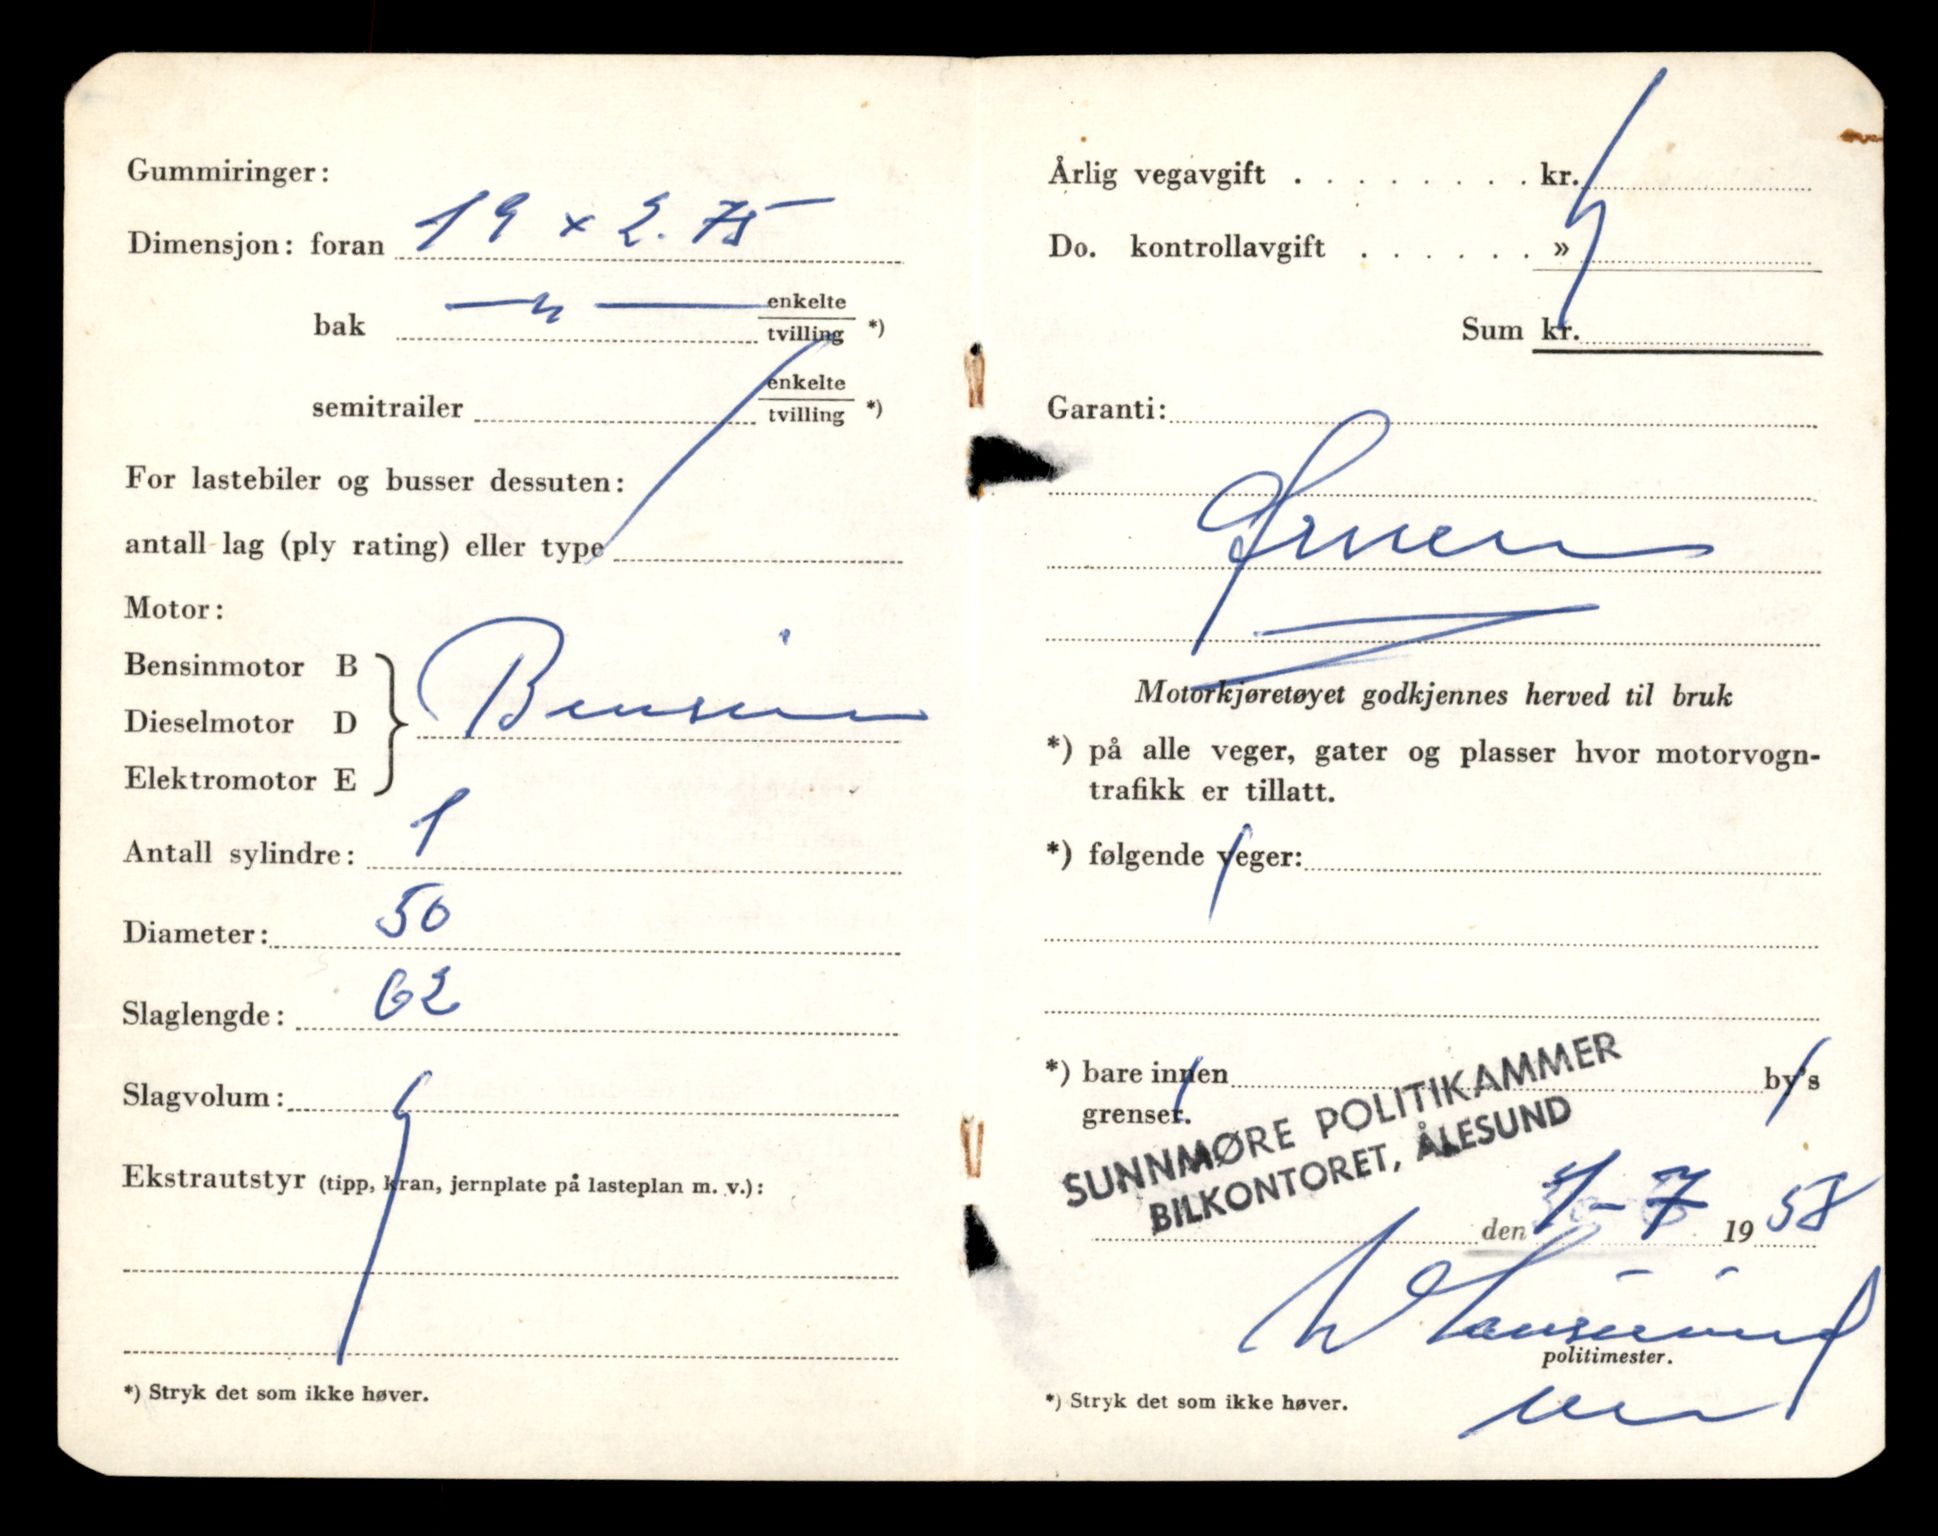 Gummiringer:
Dimensjon: foran 19 x 2.75
bak — " — enkelte
tvilling *)
semitrailer enkelte
tvilling *)
For lastebiler og busser dessuten:
antall lag (ply rating) eller type
Motor:
Bensinmotor B
Dieselmotor D
Bensin
Elektromotor E
Antall sylindre: 1
Diameter: 50
Slaglengde: 62
Slagvolum:
Ekstrautstyr (tipp, kran, jernplate på lasteplan m. v.):
*) Stryk det som ikke høver.
Årlig vegavgift . . . . . . . . kr.
Do. kontrollavgift . . . . . . »
Sum kr.
Garanti:
Motorkjøretøyet godkjennes herved til bruk
*) på alle veger, gater og plasser hvor motorvogn-
trafikk er tillatt.
*) følgende veger:
*) bare innen by's
grenser.
SUNNMØRE POLITIKAMMER
BILKONTORET, ÅLESUND
den 1-7 1958
politimester.
*) Stryk det som ikke høver.